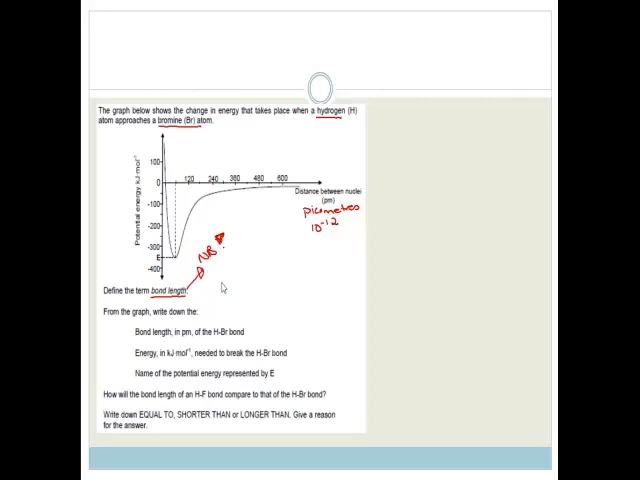 The graph below shows the change in energy that takes place when a hydrogen (H)
atom approaches a bromine (Br) atom.
Potential energy kJ·mol⁻¹
100
0
-100
-200
-300
E
-400
120 240 360 480 600
Distance between nuclei
(pm)
picometres
10⁻¹²
NB
Define the term bond length.
From the graph, write down the:
Bond length, in pm, of the H-Br bond
Energy, in kJ·mol⁻¹, needed to break the H-Br bond
Name of the potential energy represented by E
How will the bond length of an H-F bond compare to that of the H-Br bond?
Write down EQUAL TO, SHORTER THAN or LONGER THAN. Give a reason
for the answer.